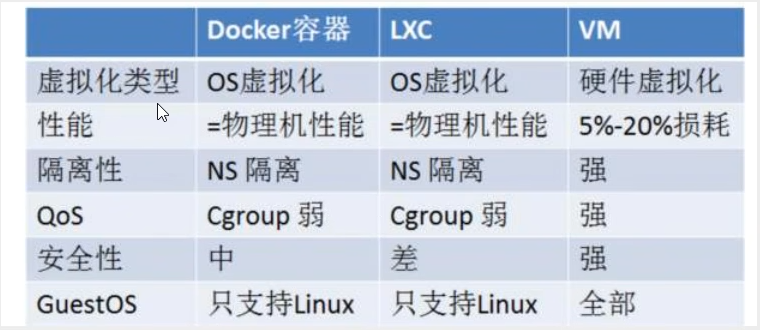 Docker容器 LXC VM
虚拟化类型 OS虚拟化 OS虚拟化 硬件虚拟化
性能 =物理机性能 =物理机性能 5%-20%损耗
隔离性 NS 隔离 NS 隔离 强
QoS Cgroup 弱 Cgroup 弱 强
安全性 中 差 强
GuestOS 只支持Linux 只支持Linux 全部